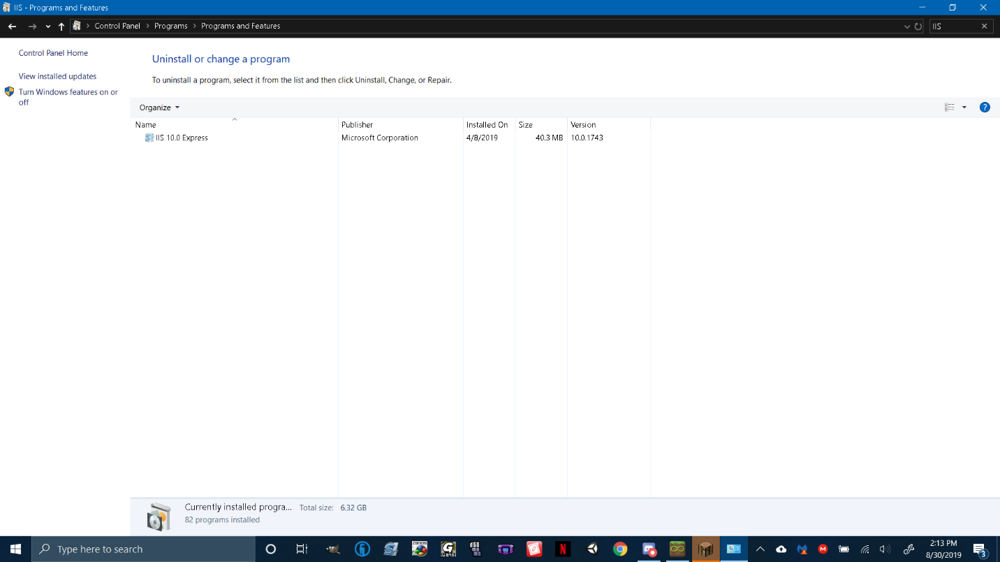 IIS - Programs and Features
Control Panel > Programs > Programs and Features
IIS
Control Panel Home
View installed updates
Turn Windows features on or
off
Uninstall or change a program
To uninstall a program, select it from the list and then click Uninstall, Change, or Repair.
Organize
Name Publisher Installed On Size Version
IIS 10.0 Express Microsoft Corporation 4/8/2019 40.3 MB 10.0.1743
Currently installed progra... Total size: 6.32 GB
82 programs installed
Type here to search
2:13 PM
8/30/2019
3